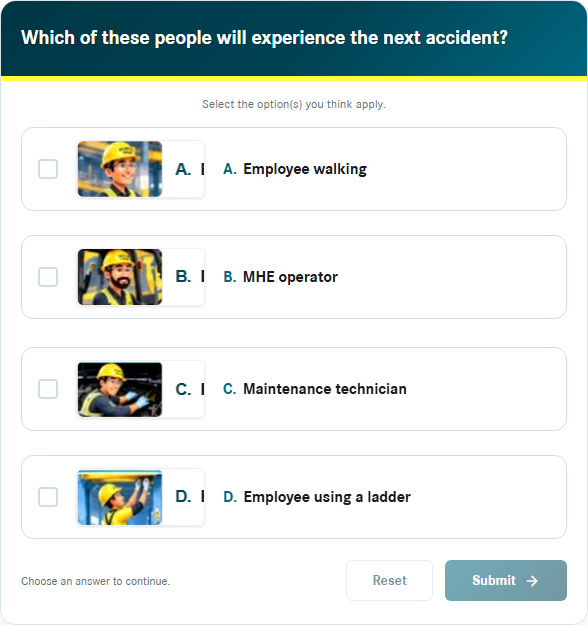 Which of these people will experience the next accident?
Select the option(s) you think apply.
A.
A. Employee walking
B.
B. MHE operator
C.
C. Maintenance technician
D.
D. Employee using a ladder
Choose an answer to continue.
Reset
Submit →